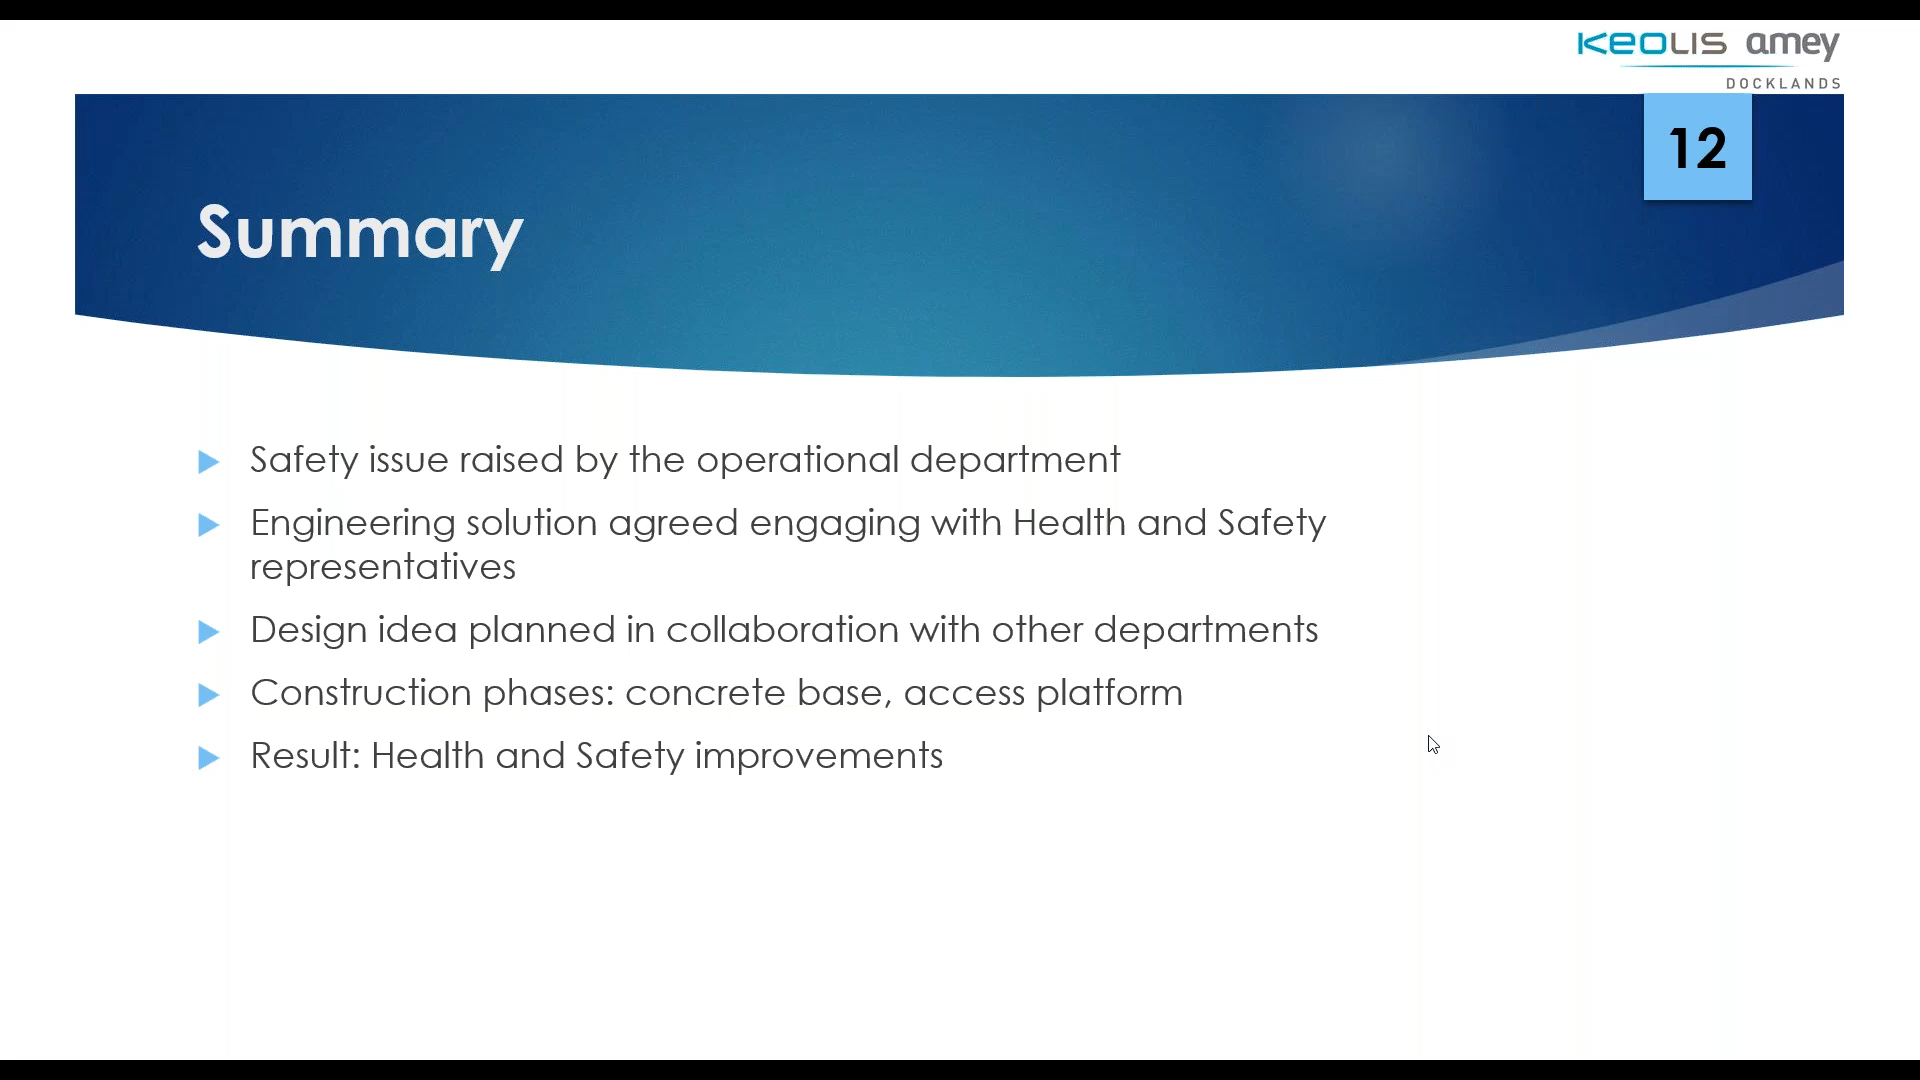 KEOLIS amey
DOCKLANDS
12
Summary
Safety issue raised by the operational department
Engineering solution agreed engaging with Health and Safety
representatives
Design idea planned in collaboration with other departments
Construction phases: concrete base, access platform
Result: Health and Safety improvements